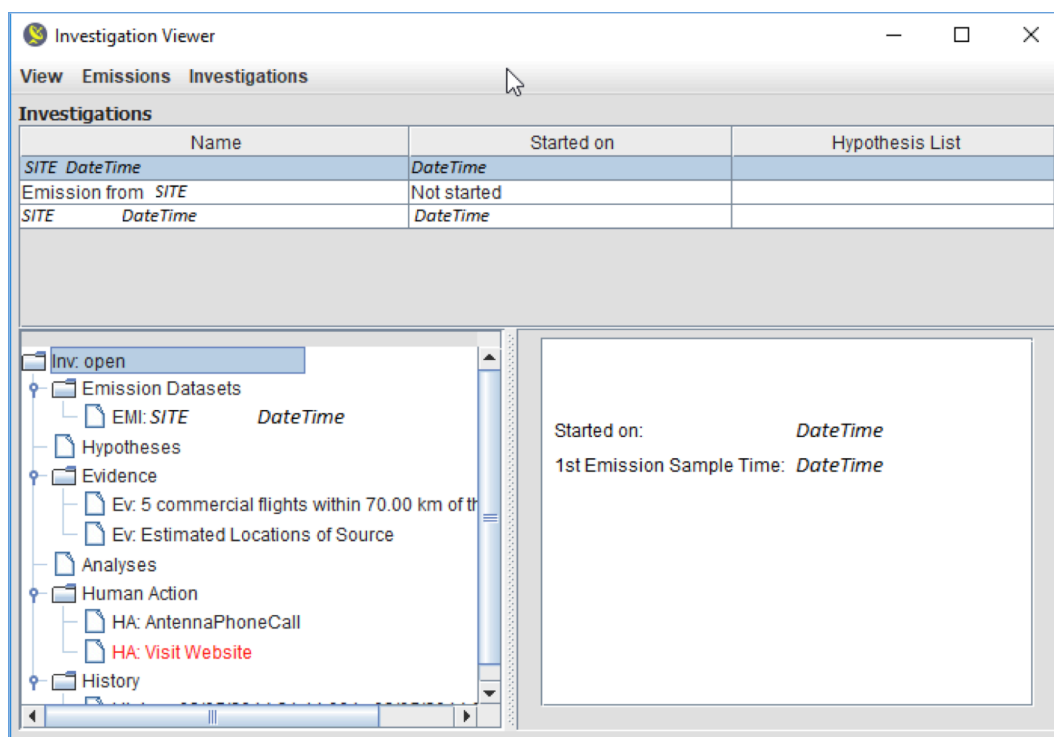 Investigation Viewer
View Emissions Investigations
Investigations
Name Started on Hypothesis List
SITE DateTime DateTime
Emission from SITE Not started
SITE DateTime DateTime
Inv: open
Emission Datasets
EMI: SITE DateTime
Hypotheses
Evidence
Ev: 5 commercial flights within 70.00 km of th
Ev: Estimated Locations of Source
Analyses
Human Action
HA: AntennaPhoneCall
HA: Visit Website
History
Started on: DateTime
1st Emission Sample Time: DateTime